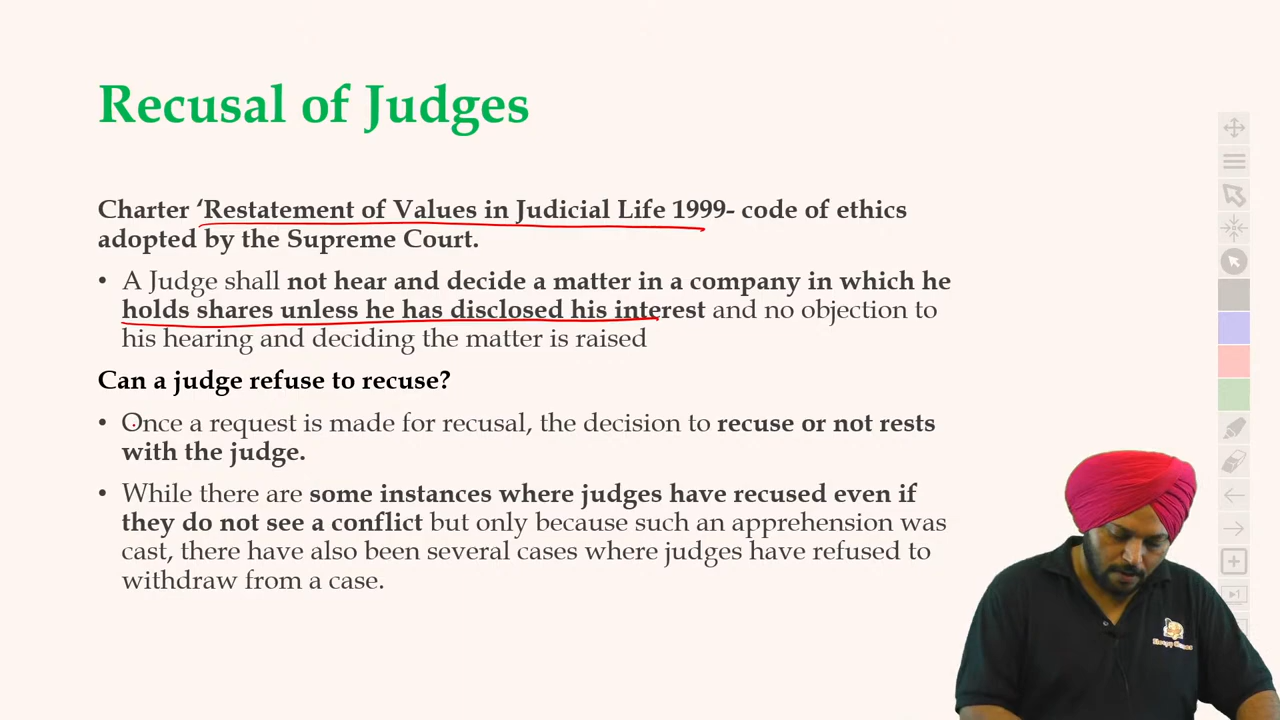 Recusal of Judges
Charter ‘Restatement of Values in Judicial Life 1999- code of ethics
adopted by the Supreme Court.
• A Judge shall not hear and decide a matter in a company in which he
holds shares unless he has disclosed his interest and no objection to
his hearing and deciding the matter is raised
Can a judge refuse to recuse?
• Once a request is made for recusal, the decision to recuse or not rests
with the judge.
• While there are some instances where judges have recused even if
they do not see a conflict but only because such an apprehension was
cast, there have also been several cases where judges have refused to
withdraw from a case.